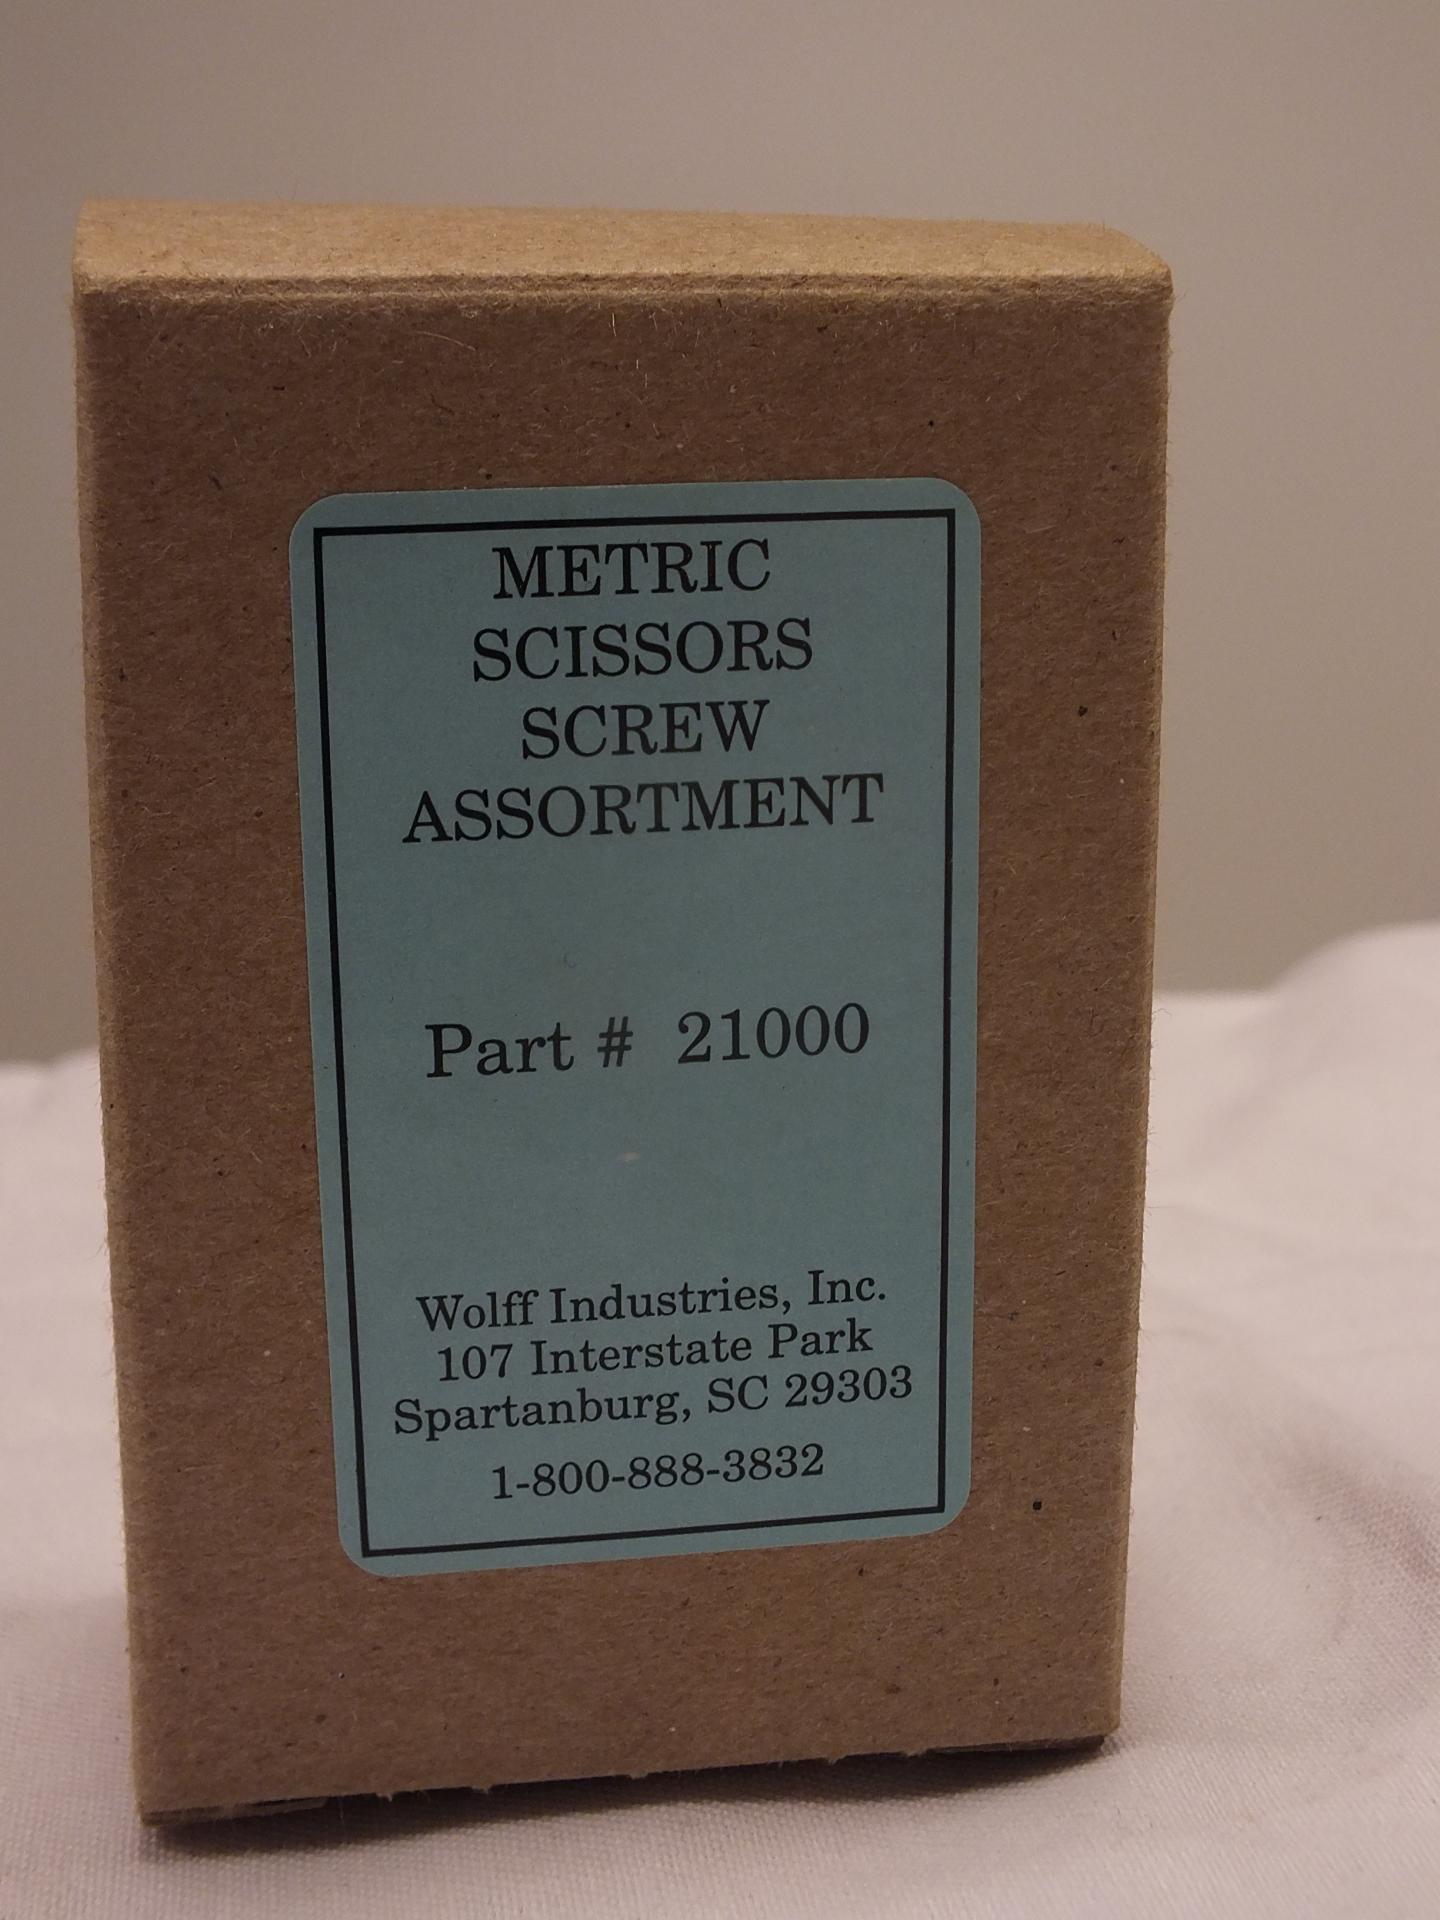 METRIC
SCISSORS
SCREW
ASSORTMENT
Part # 21000
Wolff Industries, Inc.
107 Interstate Park
Spartanburg, SC 29303
1-800-888-3832